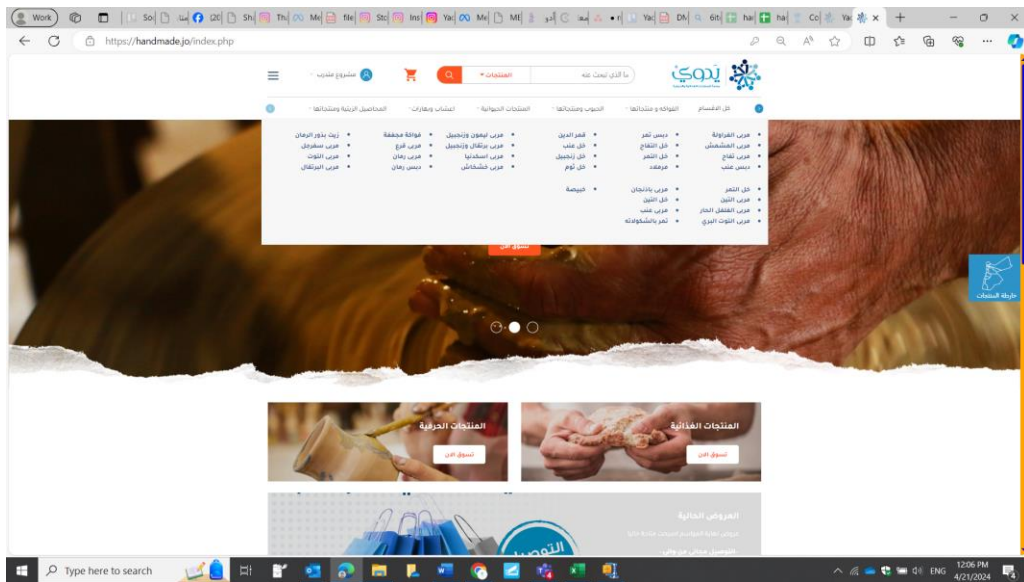 Work
https://handmade.jo/index.php
يدوي
ما الذي تبحث عنه
المنتجات
مشروع متدرب
كل الاقسام
الفواكه و منتجاتها
الحبوب ومنتجاتها
المنتجات الحيوانية
اعشاب وبهارات
المحاصيل الزيتية ومنتجاتها
مربى الفراولة
مربى المشمش
مربى تفاح
دبس عنب
دبس تمر
خل التفاح
خل التمر
قمر الدين
خل عنب
خل زنجبيل
خل ثوم
مربى ليمون وزنجبيل
مربى برتقال وزنجبيل
مربى اسكدنيا
مربى خشخاش
فواكة مجففة
مربى قرع
مربى رمان
دبس رمان
زيت بذور الرمان
مربى سفرجل
مربى التوت
مربى البرتقال
خل التمر
مربى التين
مربى الفلفل الحار
مربى التوت البري
مربى باذنجان
خل التين
مربى عنب
تمر بالشكولاته
خبيصة
تسوق الان
خارطة المنتجات
المنتجات الغذائية
تسوق الان
المنتجات الحرفية
تسوق الان
العروض الحالية
Type here to search
ENG
12:06 PM
4/21/2024